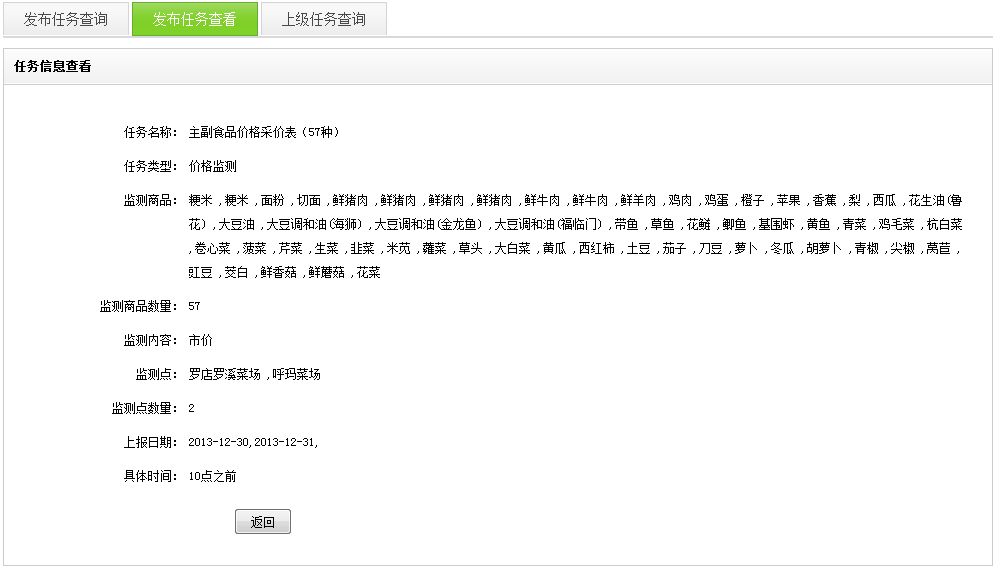 发布任务查询 发布任务查看 上级任务查询
任务信息查看
任务名称: 主副食品价格采价表（57种）
任务类型: 价格监测
监测商品: 粳米 ,粳米 ,面粉 ,切面 ,鲜猪肉 ,鲜猪肉 ,鲜猪肉 ,鲜猪肉 ,鲜牛肉 ,鲜牛肉 ,鲜羊肉 ,鸡肉 ,鸡蛋 ,橙子 ,苹果 ,香蕉 ,梨 ,西瓜 ,花生油(鲁
花) ,大豆油 ,大豆调和油(海狮) ,大豆调和油(金龙鱼) ,大豆调和油(福临门) ,带鱼 ,草鱼 ,花鲢 ,鲫鱼 ,基围虾 ,黄鱼 ,青菜 ,鸡毛菜 ,杭白菜
,卷心菜 ,菠菜 ,芹菜 ,生菜 ,韭菜 ,米苋 ,蕹菜 ,草头 ,大白菜 ,黄瓜 ,西红柿 ,土豆 ,茄子 ,刀豆 ,萝卜 ,冬瓜 ,胡萝卜 ,青椒 ,尖椒 ,莴苣 ,
豇豆 ,茭白 ,鲜香菇 ,鲜蘑菇 ,花菜
监测商品数量: 57
监测内容: 市价
监测点: 罗店罗溪菜场 ,呼玛菜场
监测点数量: 2
上报日期: 2013-12-30,2013-12-31,
具体时间: 10点之前
返回